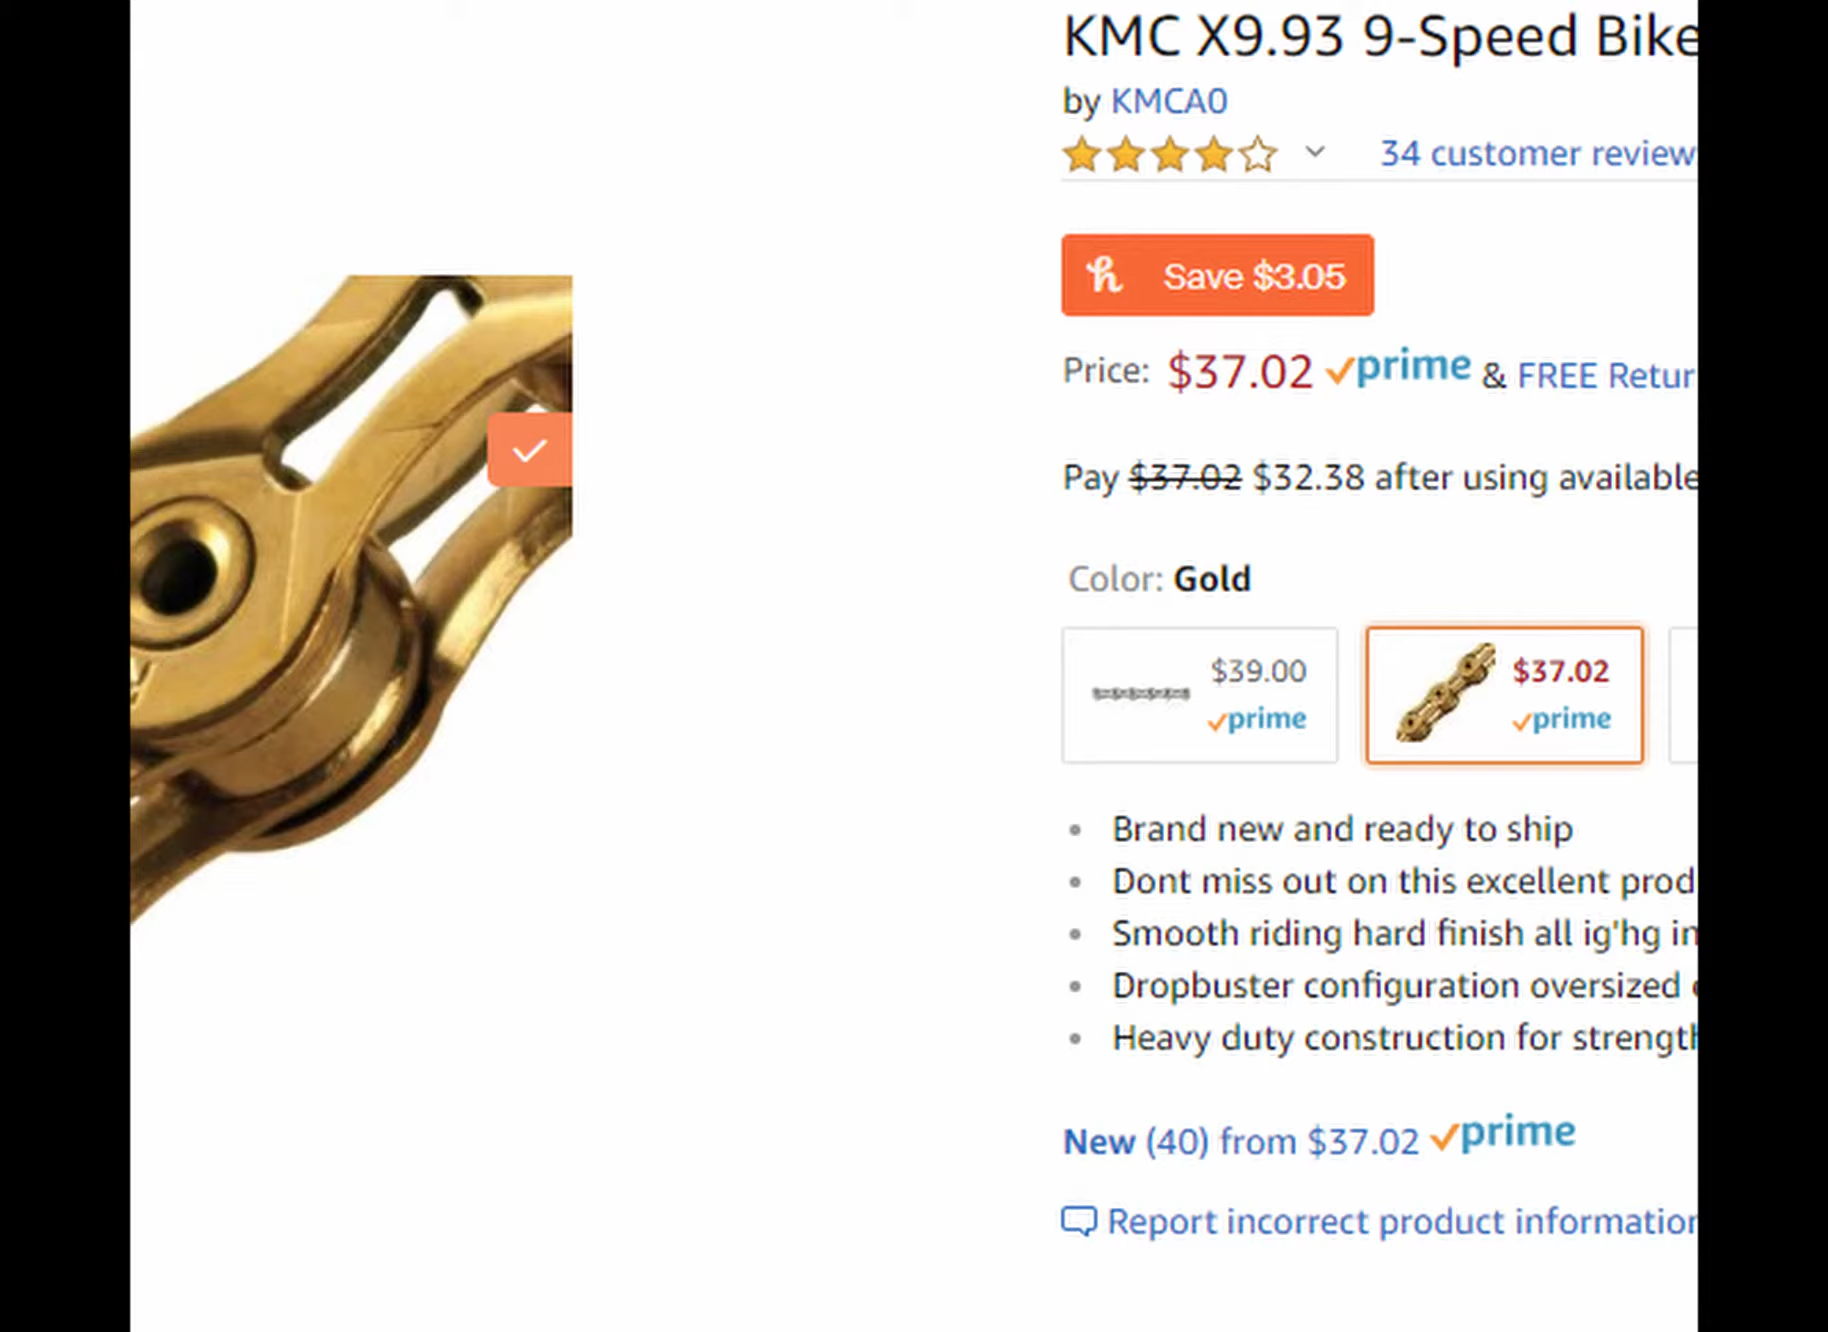 KMC X9.93 9-Speed Bike
by KMCAO
34 customer review
Save $3.05
Price: $37.02 prime & FREE Retur
Pay $37.02 $32.38 after using available
Color: Gold
$39.00 $37.02
prime prime
Brand new and ready to ship
Dont miss out on this excellent prod
Smooth riding hard finish all ig'hg in
Dropbuster configuration oversized
Heavy duty construction for strength
New (40) from $37.02 prime
Report incorrect product information